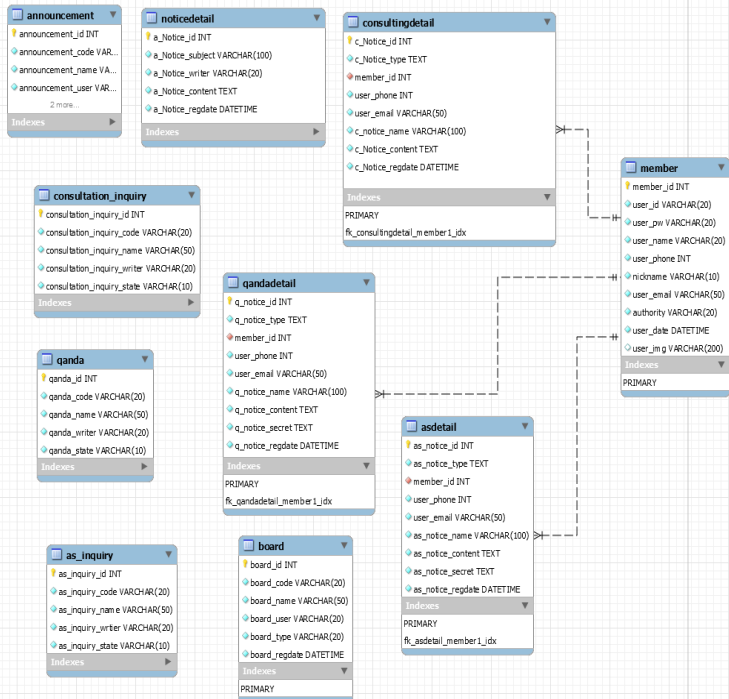 announcement
announcement_id INT
announcement_code VAR...
announcement_name VA...
announcement_user VAR...
2 more...
Indexes
noticedetail
a_Notice_id INT
a_Notice_subject VARCHAR(100)
a_Notice_writer VARCHAR(20)
a_Notice_content TEXT
a_Notice_regdate DATETIME
Indexes
consultingdetail
c_Notice_id INT
c_Notice_type TEXT
member_id INT
user_phone INT
user_email VARCHAR(50)
c_notice_name VARCHAR(100)
c_Notice_content TEXT
c_Notice_regdate DATETIME
Indexes
PRIMARY
fk_consultingdetail_member1_idx
member
member_id INT
user_id VARCHAR(20)
user_pw VARCHAR(20)
user_name VARCHAR(20)
user_phone INT
nickname VARCHAR(10)
user_email VARCHAR(50)
authority VARCHAR(20)
user_date DATETIME
user_img VARCHAR(200)
Indexes
PRIMARY
consultation_inquiry
consultation_inquiry_id INT
consultation_inquiry_code VARCHAR(20)
consultation_inquiry_name VARCHAR(50)
consultation_inquiry_writer VARCHAR(20)
consultation_inquiry_state VARCHAR(10)
Indexes
qandadetail
q_notice_id INT
q_notice_type TEXT
member_id INT
user_phone INT
user_email VARCHAR(50)
q_notice_name VARCHAR(100)
q_notice_content TEXT
q_notice_secret TEXT
q_notice_regdate DATETIME
Indexes
PRIMARY
fk_qandadetail_member1_idx
qanda
qanda_id INT
qanda_code VARCHAR(20)
qanda_name VARCHAR(50)
qanda_writer VARCHAR(20)
qanda_state VARCHAR(10)
Indexes
asdetail
as_notice_id INT
as_notice_type TEXT
member_id INT
user_phone INT
user_email VARCHAR(50)
as_notice_name VARCHAR(100)
as_notice_content TEXT
as_notice_secret TEXT
as_notice_regdate DATETIME
Indexes
PRIMARY
fk_asdetail_member1_idx
as_inquiry
as_inquiry_id INT
as_inquiry_code VARCHAR(20)
as_inquiry_name VARCHAR(50)
as_inquiry_wrtier VARCHAR(20)
as_inquiry_state VARCHAR(10)
Indexes
board
board_id INT
board_code VARCHAR(20)
board_name VARCHAR(50)
board_user VARCHAR(20)
board_type VARCHAR(20)
board_regdate DATETIME
Indexes
PRIMARY